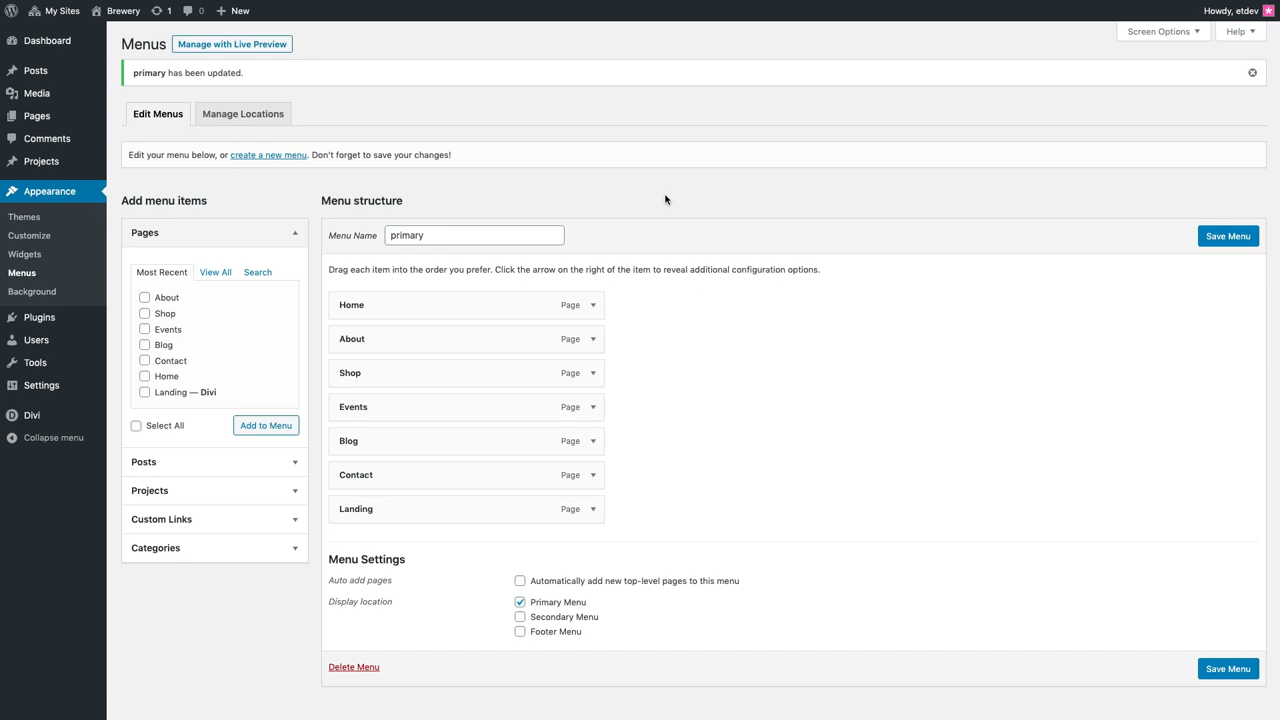 My Sites Brewery 1 0 New Howdy, etdev
Dashboard
Posts
Media
Pages
Comments
Projects
Appearance
Themes
Customize
Widgets
Menus
Background
Plugins
Users
Tools
Settings
Divi
Collapse menu
Screen Options Help
Menus Manage with Live Preview
primary has been updated.
Edit Menus Manage Locations
Edit your menu below, or create a new menu. Don't forget to save your changes!
Add menu items
Pages
Most Recent View All Search
About
Shop
Events
Blog
Contact
Home
Landing — Divi
Select All Add to Menu
Posts
Projects
Custom Links
Categories
Menu structure
Menu Name primary Save Menu
Drag each item into the order you prefer. Click the arrow on the right of the item to reveal additional configuration options.
Home Page
About Page
Shop Page
Events Page
Blog Page
Contact Page
Landing Page
Menu Settings
Auto add pages Automatically add new top-level pages to this menu
Display location Primary Menu
Secondary Menu
Footer Menu
Delete Menu Save Menu